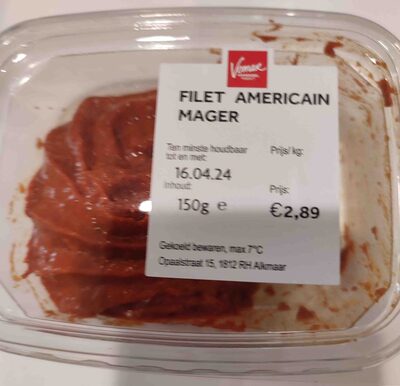 Vomar
FILET AMERICAIN
MAGER
Ten minste houdbaar
tot en met:
Prijs/ kg:
16.04.24
Inhoud:
Prijs:
150g e
€2,89
Gekoeld bewaren, max 7°C
Opaalstraat 15, 1812 RH Alkmaar